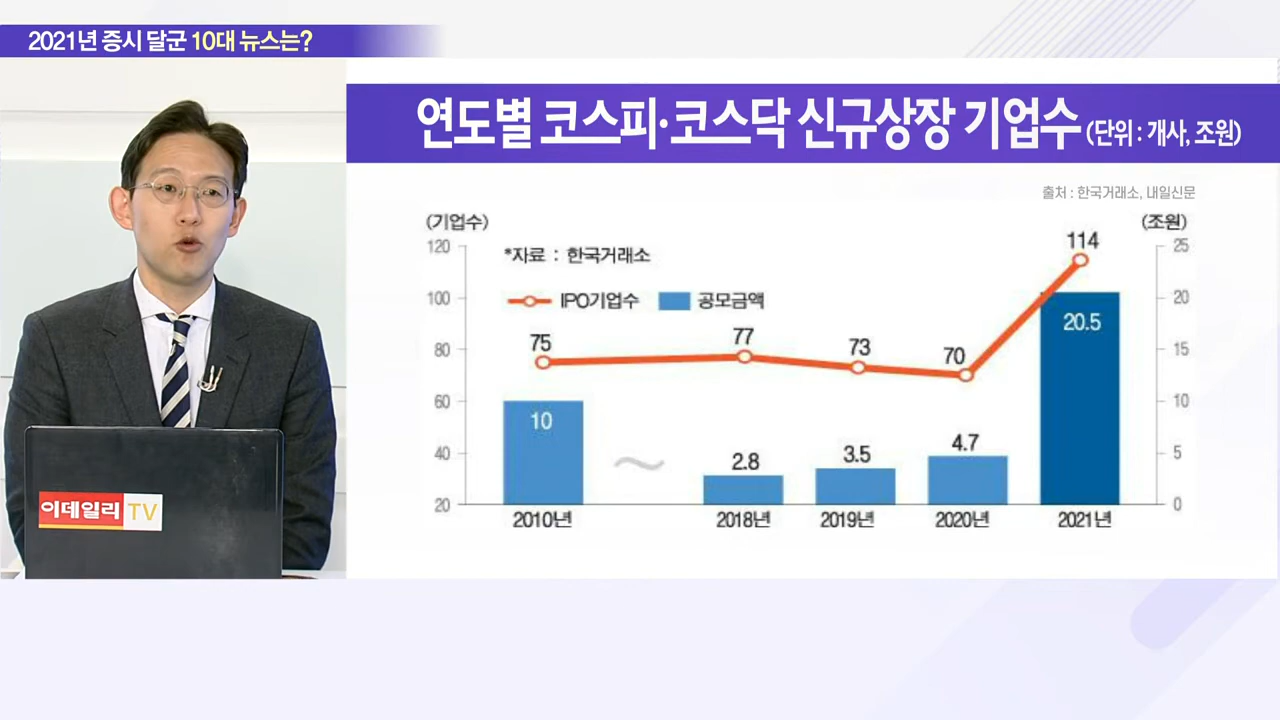 2021년 증시 달군 10대 뉴스는?
연도별 코스피·코스닥 신규상장 기업수 (단위 : 개사, 조원)
출처 : 한국거래소, 내일신문
(기업수)
(조원)
*자료 : 한국거래소
IPO기업수
공모금액
120
100
80
60
40
20
25
20
15
10
5
0
75
77
73
70
114
10
2.8
3.5
4.7
20.5
2010년
2018년
2019년
2020년
2021년
이데일리 TV